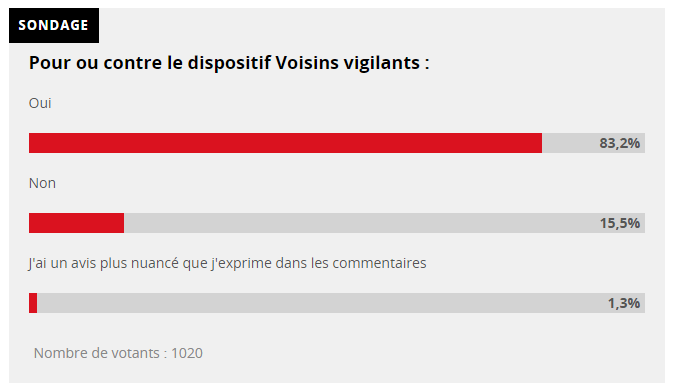 SONDAGE
Pour ou contre le dispositif Voisins vigilants :
Oui
83,2%
Non
15,5%
J'ai un avis plus nuancé que j'exprime dans les commentaires
1,3%
Nombre de votants : 1020